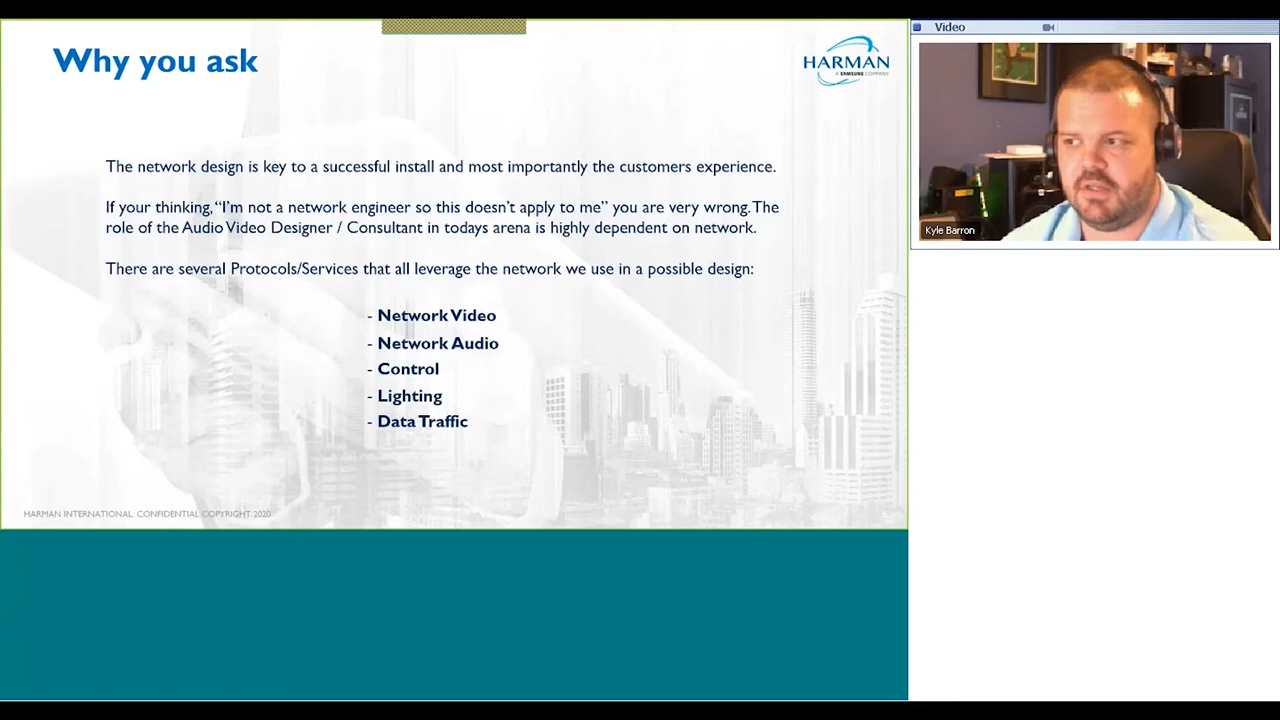 Why you ask
HARMAN
A SAMSUNG COMPANY
The network design is key to a successful install and most importantly the customers experience.
If your thinking, “I’m not a network engineer so this doesn’t apply to me” you are very wrong. The
role of the Audio Video Designer / Consultant in todays arena is highly dependent on network.
There are several Protocols/Services that all leverage the network we use in a possible design:
- Network Video
- Network Audio
- Control
- Lighting
- Data Traffic
HARMAN INTERNATIONAL. CONFIDENTIAL COPYRIGHT 2020
Video
Kyle Barron